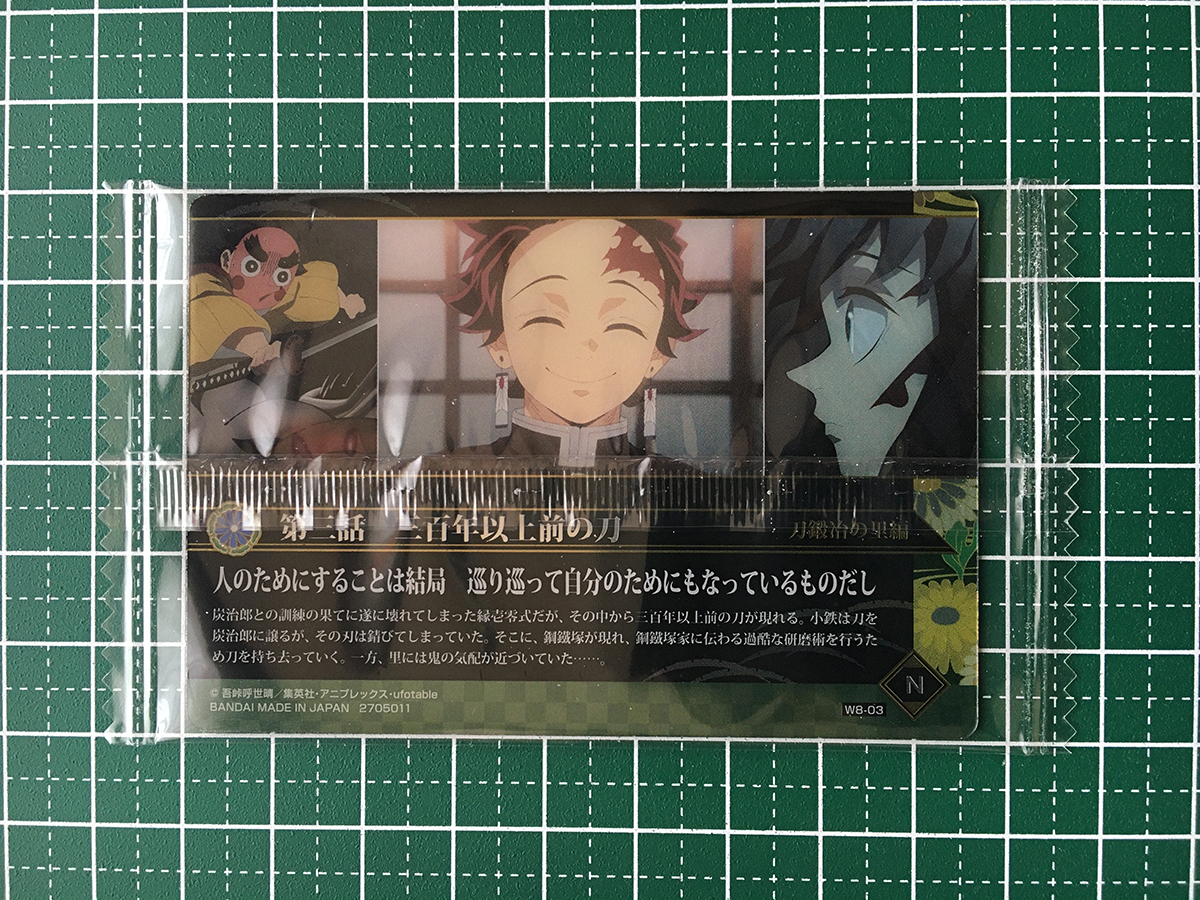 第三話 三百年以上前の刀
刀鍛冶の里編
人のためにすることは結局 巡り巡って自分のためにもなっているものだし
炭治郎との訓練の果てに遂に壊れてしまった縁壱零式だが、その中から三百年以上前の刀が現れる。小鉄は刀を
炭治郎に譲るが、その刃は錆びてしまっていた。そこに、鋼鐵塚が現れ、鋼鐵塚家に伝わる過酷な研磨術を行うた
め刀を持ち去っていく。一方、里には鬼の気配が近づいていた……。
N
© 吾峠呼世晴／集英社・アニプレックス・ufotable
BANDAI MADE IN JAPAN 2705011
W8-03